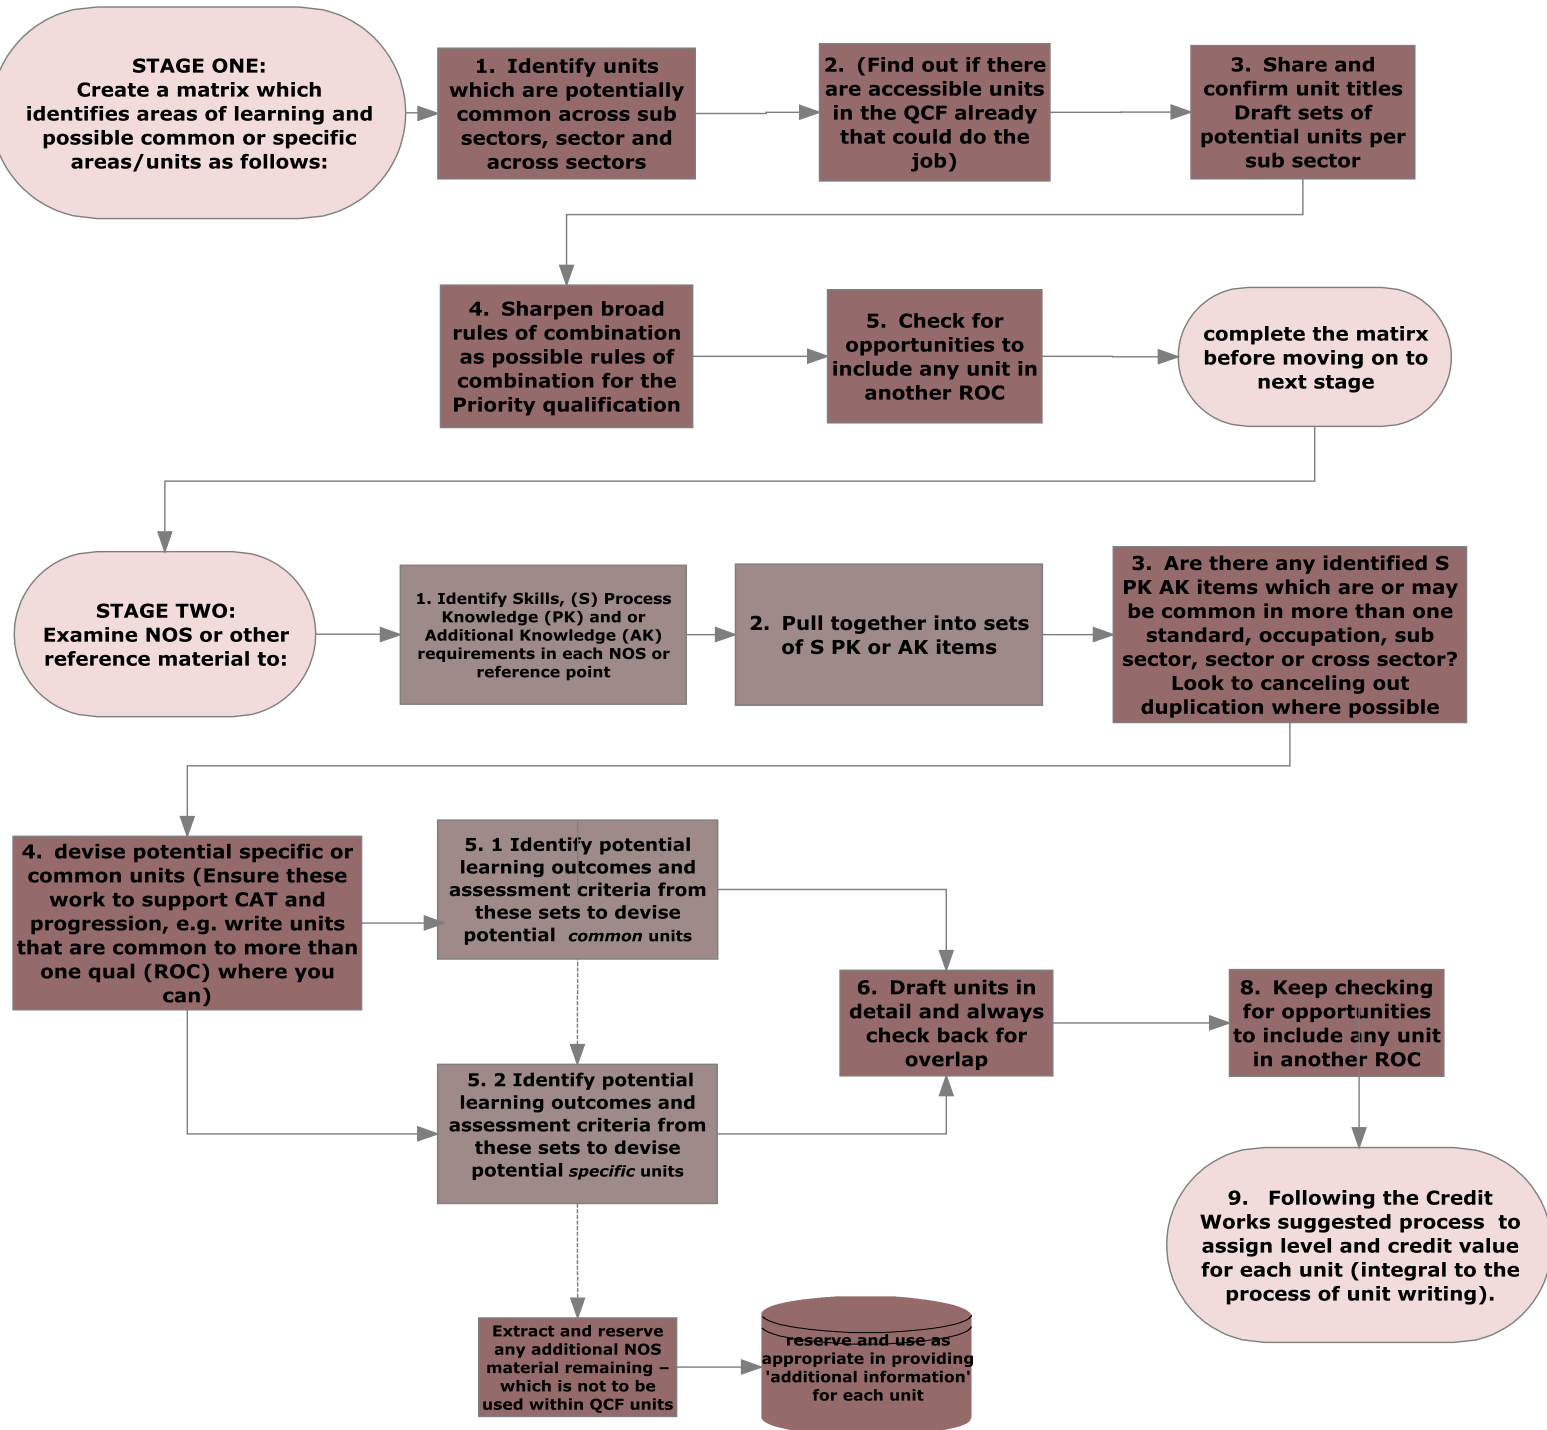 STAGE ONE:
Create a matrix which
identifies areas of learning and
possible common or specific
areas/units as follows:
1. Identify units
which are potentially
common across sub
sectors, sector and
across sectors
2. (Find out if there
are accessible units
in the QCF already
that could do the
job)
3. Share and
confirm unit titles
Draft sets of
potential units per
sub sector
4. Sharpen broad
rules of combination
as possible rules of
combination for the
Priority qualification
5. Check for
opportunities to
include any unit in
another ROC
complete the matirx
before moving on to
next stage
STAGE TWO:
Examine NOS or other
reference material to:
1. Identify Skills, (S) Process
Knowledge (PK) and or
Additional Knowledge (AK)
requirements in each NOS or
reference point
2. Pull together into sets
of S PK or AK items
3. Are there any identified S
PK AK items which are or may
be common in more than one
standard, occupation, sub
sector, sector or cross sector?
Look to canceling out
duplication where possible
4. devise potential specific or
common units (Ensure these
work to support CAT and
progression, e.g. write units
that are common to more than
one qual (ROC) where you
can)
5. 1 Identify potential
learning outcomes and
assessment criteria from
these sets to devise
potential common units
5. 2 Identify potential
learning outcomes and
assessment criteria from
these sets to devise
potential specific units
6. Draft units in
detail and always
check back for
overlap
8. Keep checking
for opportunities
to include any unit
in another ROC
9. Following the Credit
Works suggested process to
assign level and credit value
for each unit (integral to the
process of unit writing).
Extract and reserve
any additional NOS
material remaining –
which is not to be
used within QCF units
reserve and use as
appropriate in providing
'additional information'
for each unit